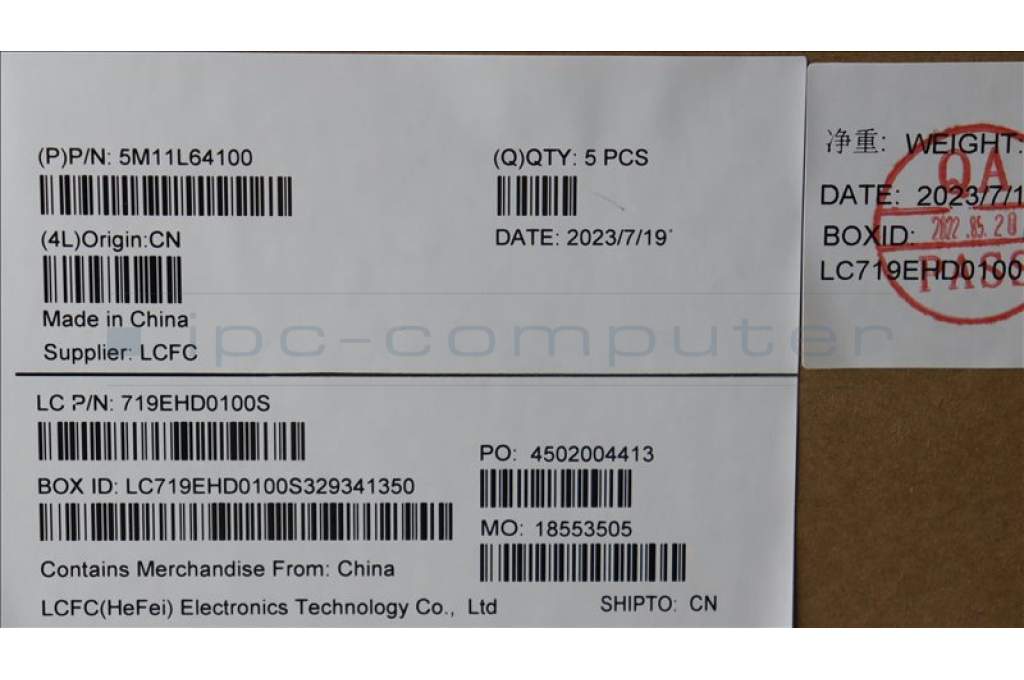 (P)P/N: 5M11L64100
(Q)QTY: 5 PCS
(4L)Origin:CN
DATE: 2023/7/19
Made in China
Supplier: LCFC
ipc-computer
LC P/N: 719EHD0100S
PO: 4502004413
BOX ID: LC719EHD0100S329341350
MO: 18553505
Contains Merchandise From: China
LCFC(HeFei) Electronics Technology Co., Ltd
SHIPTO: CN
净重: WEIGHT:
DATE: 2023/7/1
BOXID:
LC719EHD0100
QA
2022.05.20
PASS